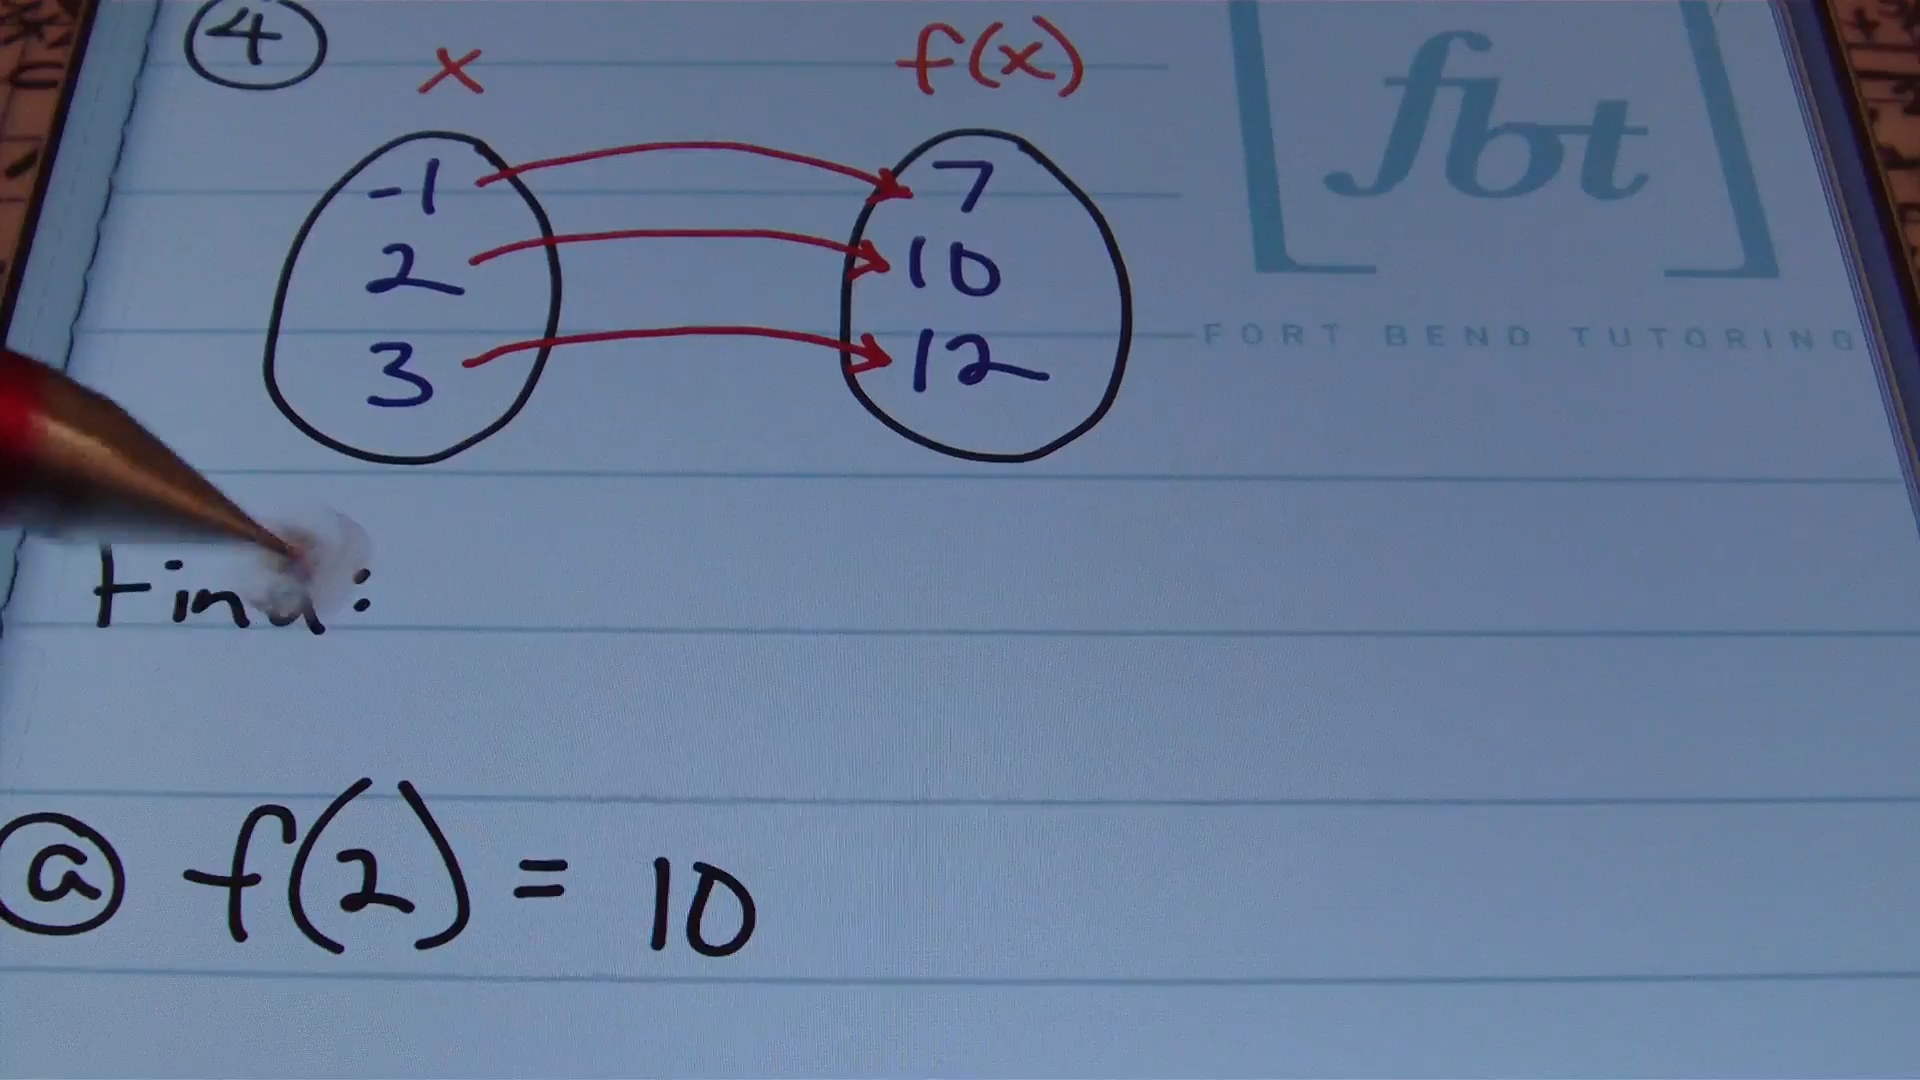 4 x f(x)
-1 7
2 10
3 12
fbt
FORT BEND TUTORING
Find:
a f(2) = 10